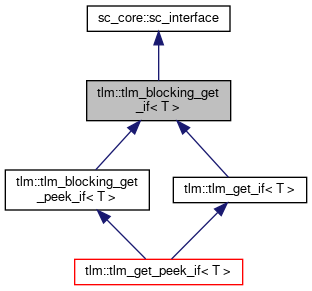 sc_core::sc_interface
tlm::tlm_blocking_get
_if< T >
tlm::tlm_blocking_get
_peek_if< T >
tlm::tlm_get_if< T >
tlm::tlm_get_peek_if< T >